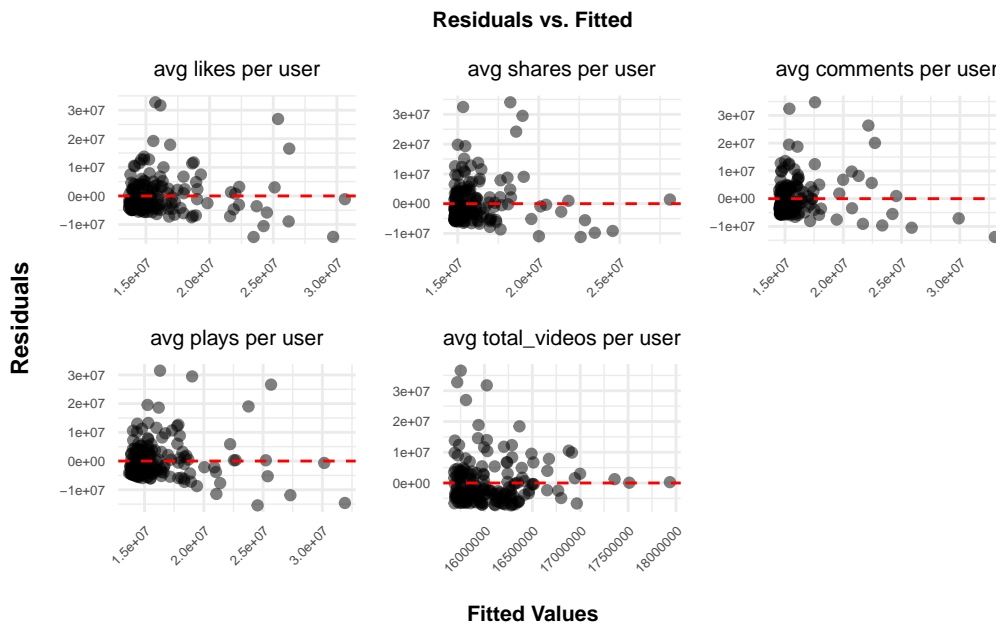 Residuals vs. Fitted
avg likes per user
avg shares per user
avg comments per user
3e+07
2e+07
1e+07
0e+00
−1e+07
3e+07
2e+07
1e+07
0e+00
−1e+07
3e+07
2e+07
1e+07
0e+00
−1e+07
1.5e+07
2.0e+07
2.5e+07
3.0e+07
1.5e+07
2.0e+07
2.5e+07
1.5e+07
2.0e+07
2.5e+07
3.0e+07
Residuals
avg plays per user
avg total_videos per user
3e+07
2e+07
1e+07
0e+00
−1e+07
3e+07
2e+07
1e+07
0e+00
1.5e+07
2.0e+07
2.5e+07
3.0e+07
16000000
16500000
17000000
17500000
18000000
Fitted Values